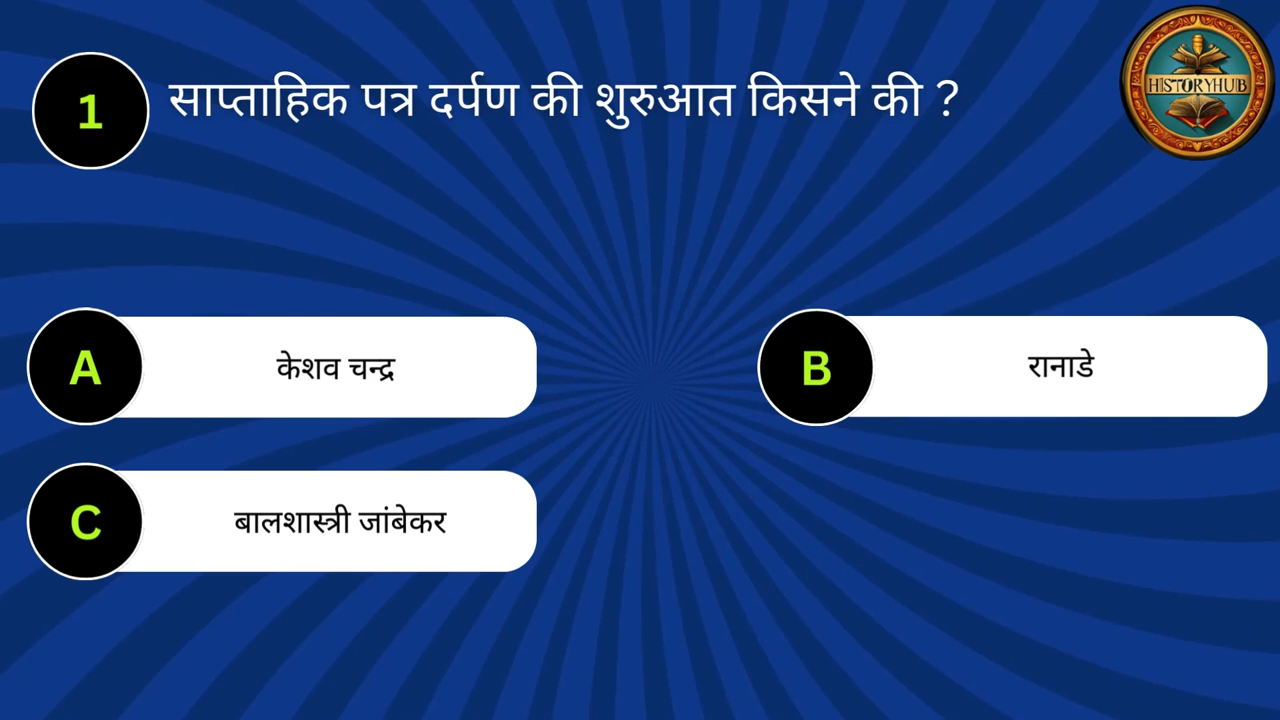 1
साप्ताहिक पत्र दर्पण की शुरुआत किसने की ?
HISTORYHUB
A
केशव चन्द्र
B
रानाडे
C
बालशास्त्री जांबेकर